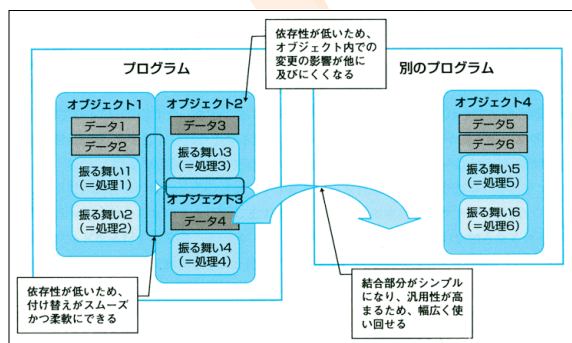 依存性が低いため、
オブジェクト内での
変更の影響が他に
及びにくくなる
プログラム
別のプログラム
オブジェクト1
データ1
データ2
振る舞い1
(=処理1)
振る舞い2
(=処理2)
オブジェクト2
データ3
振る舞い3
(=処理3)
オブジェクト3
データ4
振る舞い4
(=処理4)
オブジェクト4
データ5
データ6
振る舞い5
(=処理5)
振る舞い6
(=処理6)
依存性が低いため、
付け替えがスムーズ
かつ柔軟にできる
結合部分がシンプル
になり、汎用性が高
まるため、幅広く使
い回せる